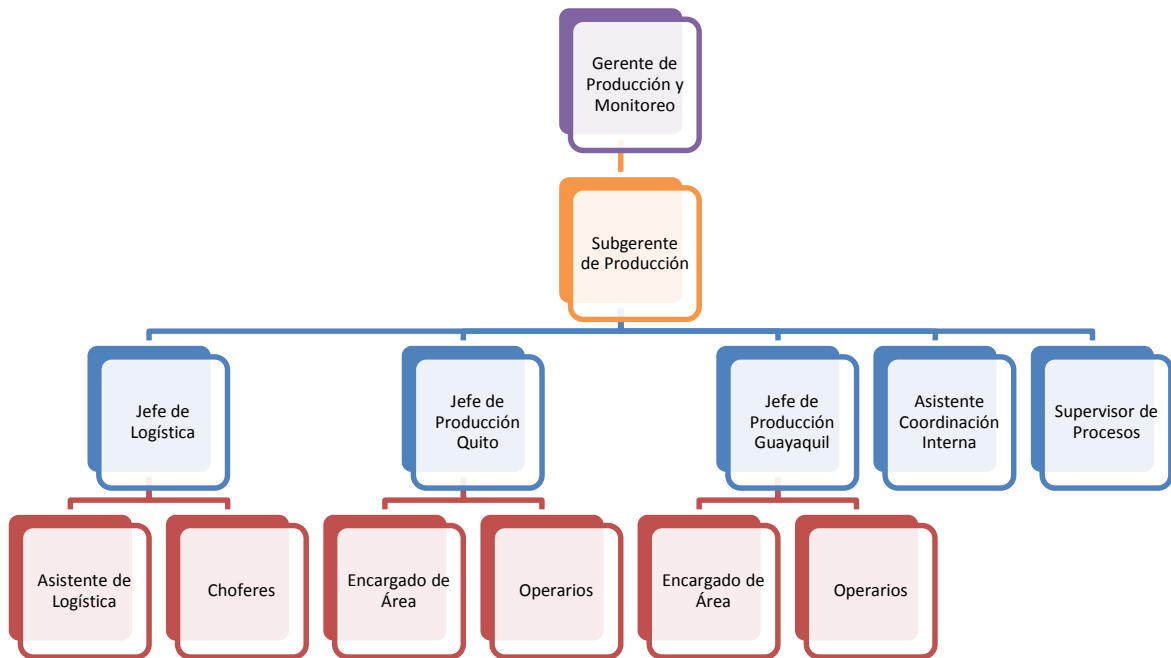 Gerente de
Producción y
Monitoreo
Subgerente
de Producción
Jefe de
Logística
Jefe de
Producción
Quito
Jefe de
Producción
Guayaquil
Asistente
Coordinación
Interna
Supervisor de
Procesos
Asistente de
Logística
Choferes
Encargado de
Área
Operarios
Encargado de
Área
Operarios